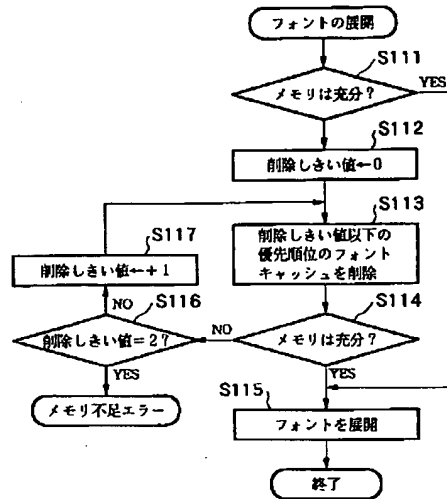 フォントの展開
S111
メモリは充分?
YES
S112
削除しきい値←0
S113
削除しきい値以下の
優先順位のフォント
キャッシュを削除
S117
削除しきい値←+1
NO
S116
削除しきい値=2?
YES
メモリ不足エラー
S114
NO
メモリは充分?
YES
S115
フォントを展開
終了